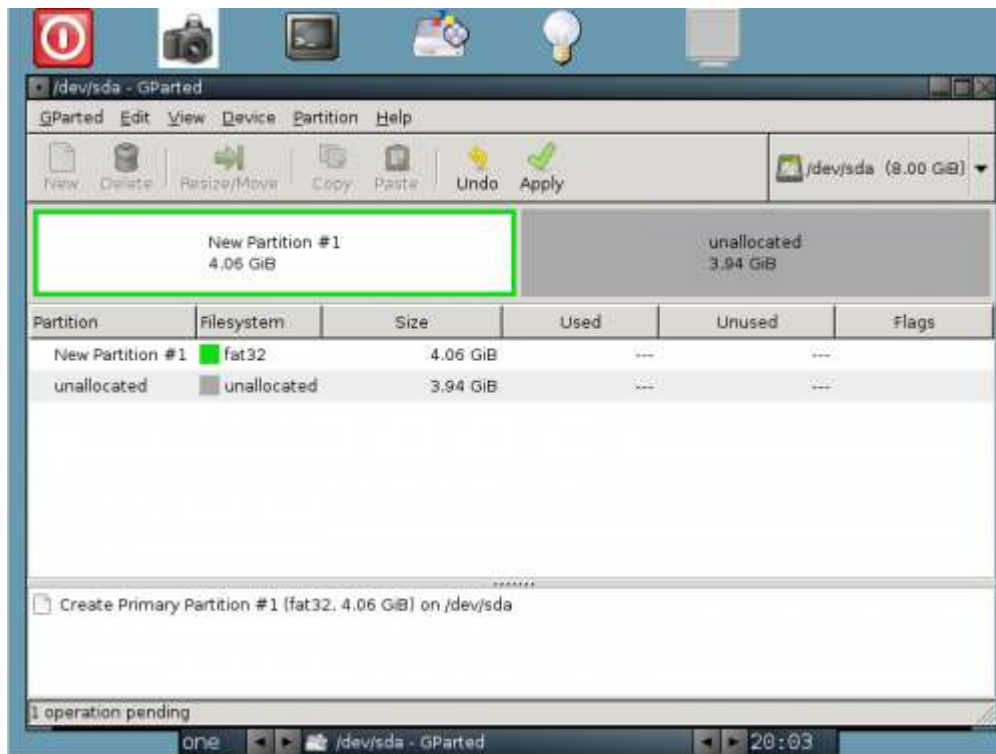 /dev/sda - GParted
GParted Edit View Device Partition Help
New Delete Resize/Move Copy Paste Undo Apply /dev/sda (8.00 GiB)
New Partition #1
4.06 GiB
unallocated
3.94 GiB
Partition Filesystem Size Used Unused Flags
New Partition #1 fat32 4.06 GiB --- ---
unallocated unallocated 3.94 GiB --- ---
Create Primary Partition #1 (fat32, 4.06 GiB) on /dev/sda
1 operation pending
one /dev/sda - GParted 20:03